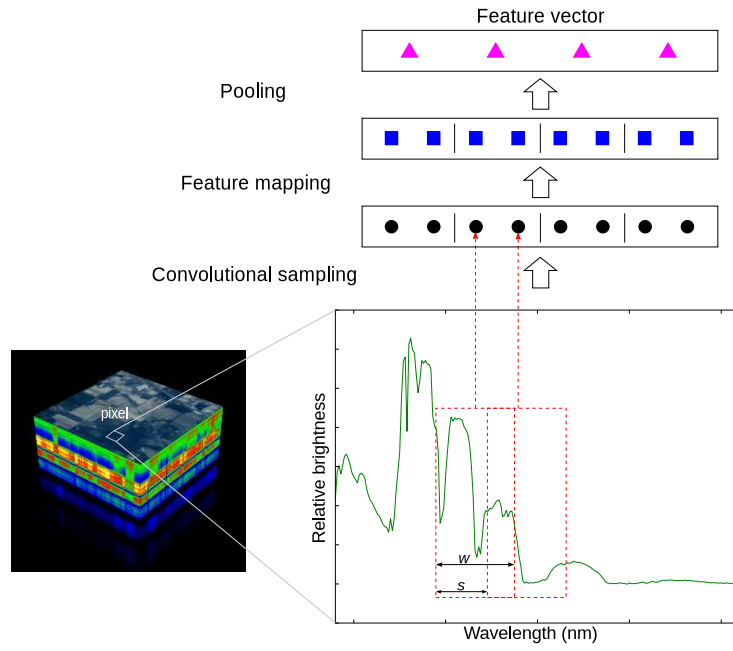 Feature vector
Pooling
Feature mapping
Convolutional sampling
pixel
Relative brightness
w
s
Wavelength (nm)